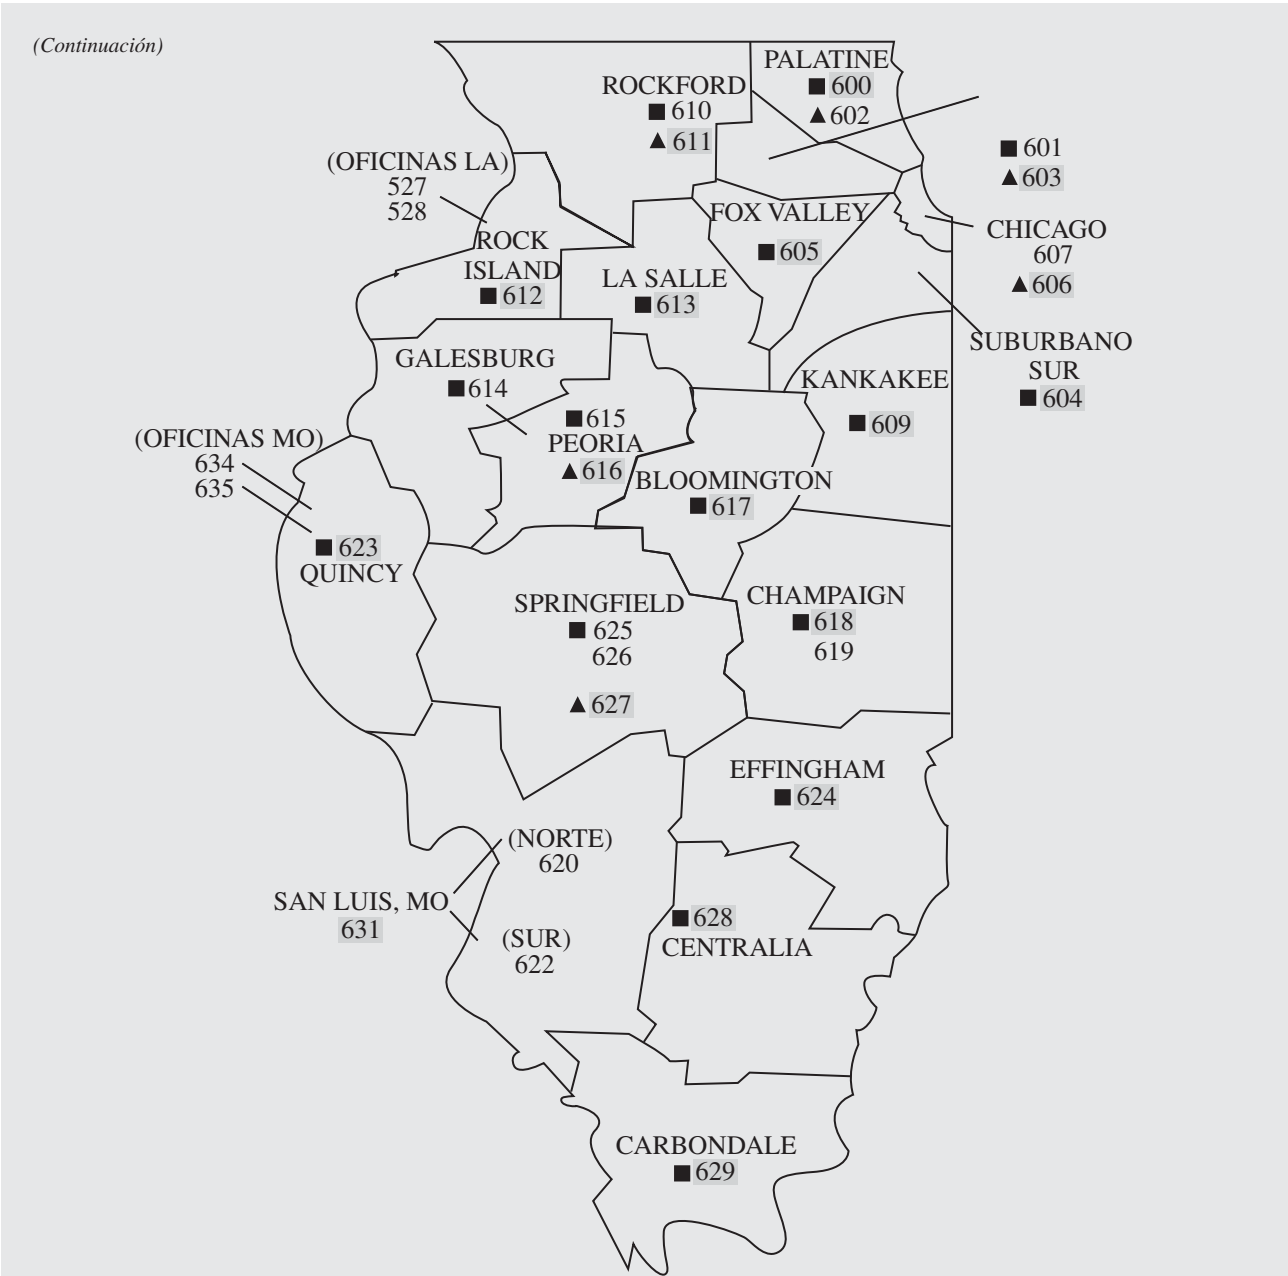 (Continuación)
PALATINE
■ 600
▲ 602
ROCKFORD
■ 610
▲ 611
■ 601
▲ 603
(OFICINAS LA)
527
528
FOX VALLEY
■ 605
CHICAGO
607
▲ 606
ROCK
ISLAND
■ 612
LA SALLE
■ 613
SUBURBANO
SUR
■ 604
GALESBURG
■ 614
KANKAKEE
■ 609
■ 615
PEORIA
▲ 616
(OFICINAS MO)
634
635
BLOOMINGTON
■ 617
■ 623
QUINCY
SPRINGFIELD
■ 625
626
▲ 627
CHAMPAIGN
■ 618
619
EFFINGHAM
■ 624
(NORTE)
620
SAN LUIS, MO
631
(SUR)
622
■ 628
CENTRALIA
CARBONDALE
■ 629